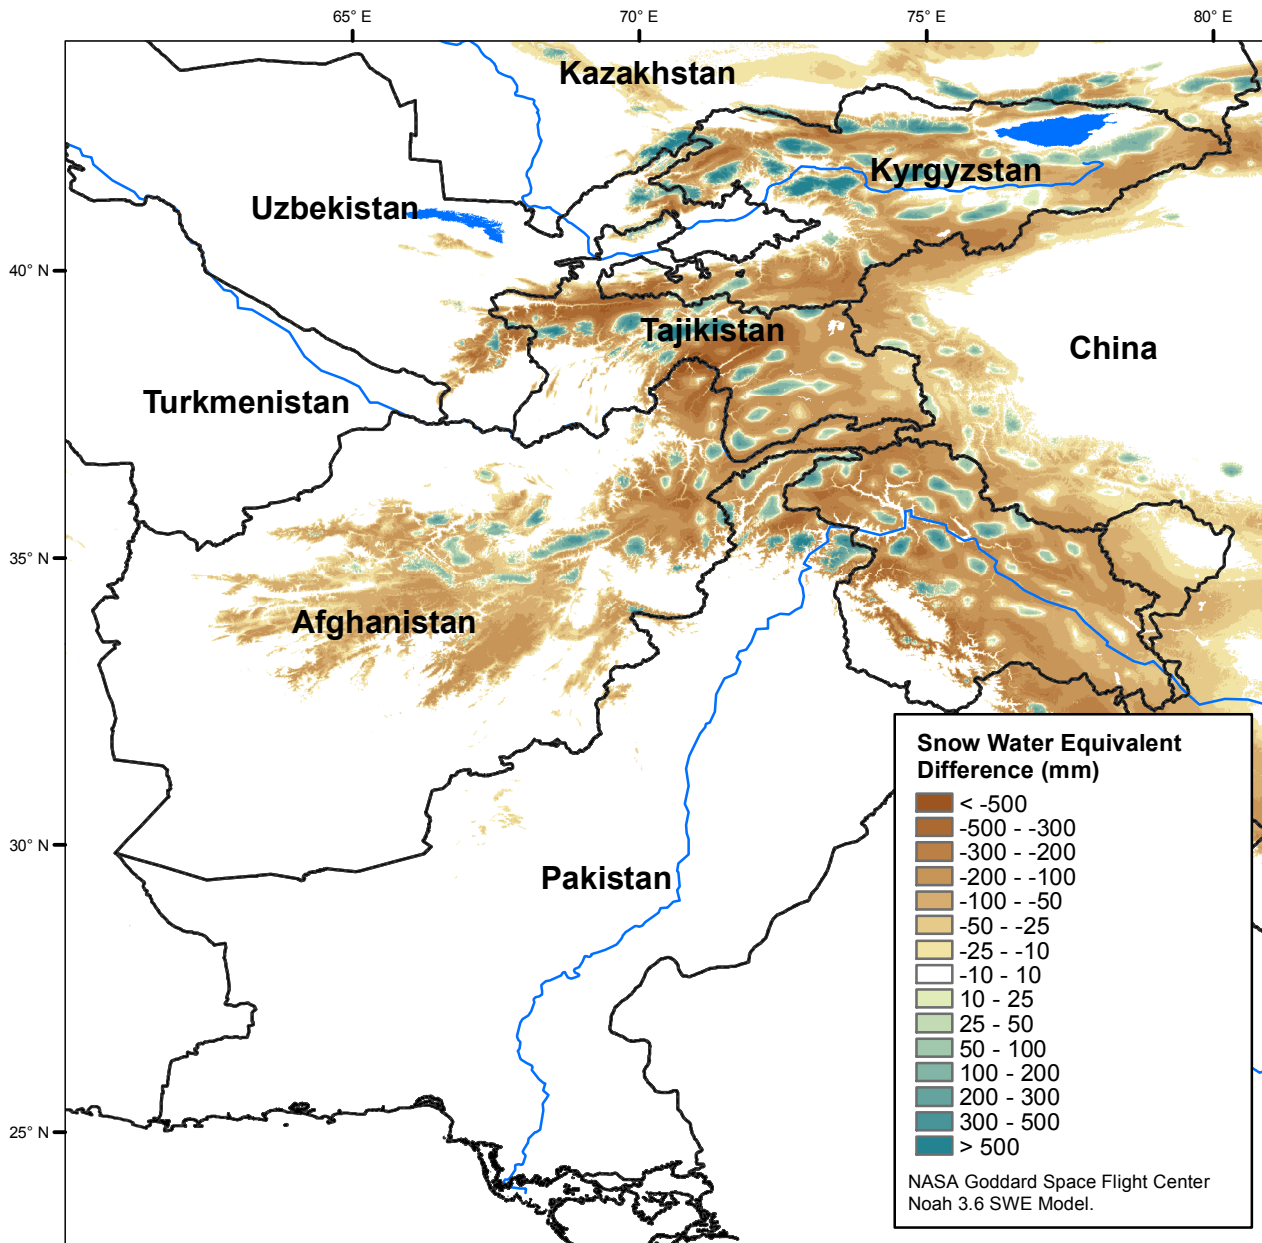 65° E
70° E
75° E
80° E
Kazakhstan
Kyrgyzstan
Uzbekistan
40° N
Tajikistan
China
Turkmenistan
35° N
Afghanistan
30° N
Pakistan
25° N
Snow Water Equivalent
Difference (mm)
< -500
-500 - -300
-300 - -200
-200 - -100
-100 - -50
-50 - -25
-25 - -10
-10 - 10
10 - 25
25 - 50
50 - 100
100 - 200
200 - 300
300 - 500
> 500
NASA Goddard Space Flight Center
Noah 3.6 SWE Model.